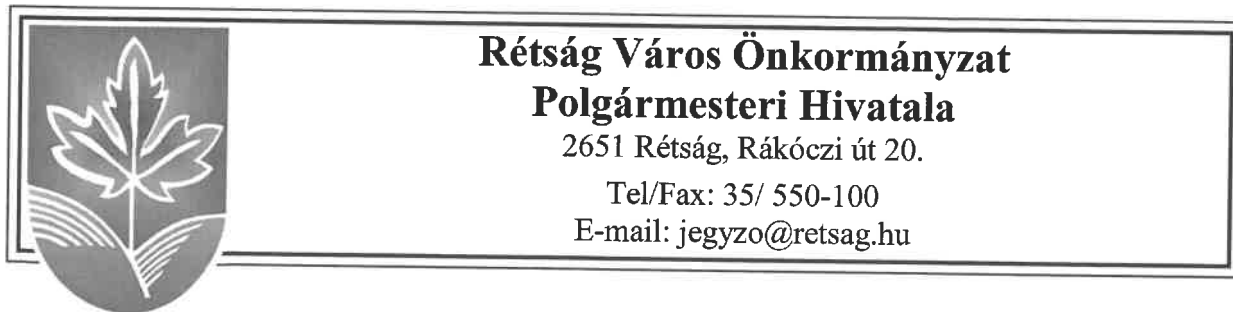 Rétság Város Önkormányzat
Polgármesteri Hivatala
2651 Rétság, Rákóczi út 20.
Tel/Fax: 35/ 550-100
E-mail: jegyzo@retsag.hu